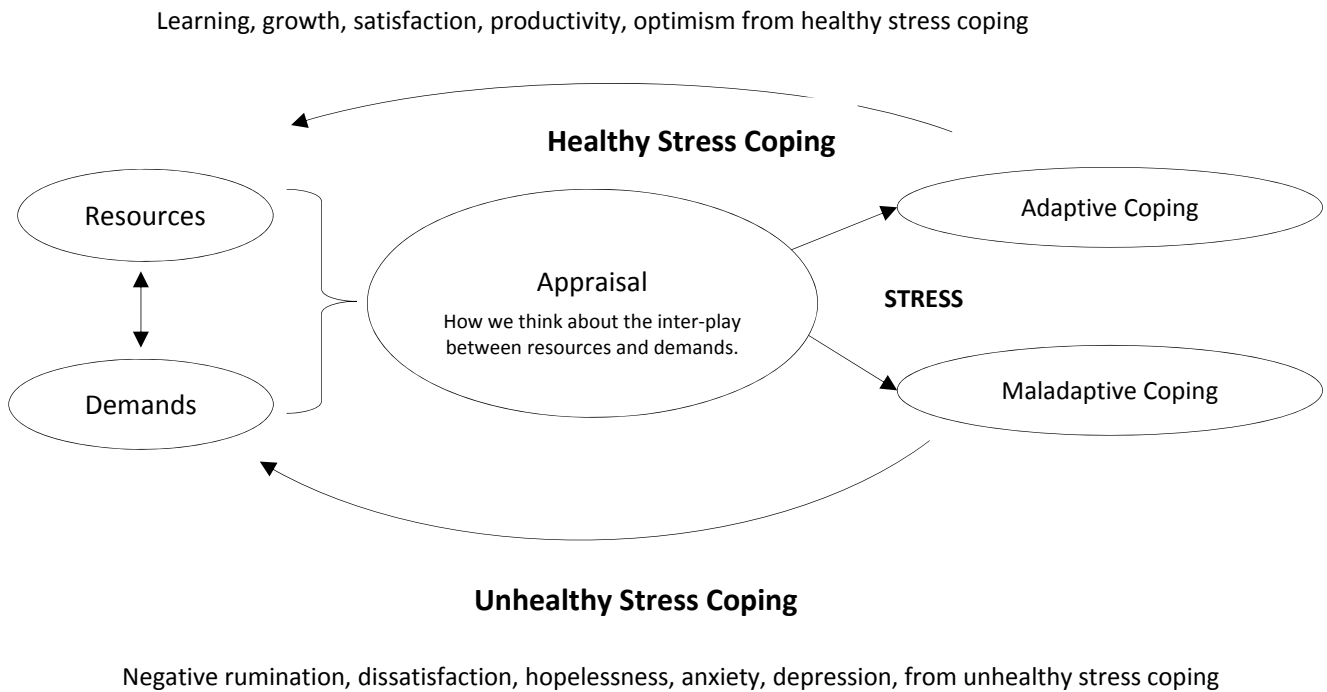 Learning, growth, satisfaction, productivity, optimism from healthy stress coping
Healthy Stress Coping
Resources
Adaptive Coping
Appraisal
How we think about the inter-play
between resources and demands.
STRESS
Demands
Maladaptive Coping
Unhealthy Stress Coping
Negative rumination, dissatisfaction, hopelessness, anxiety, depression, from unhealthy stress coping